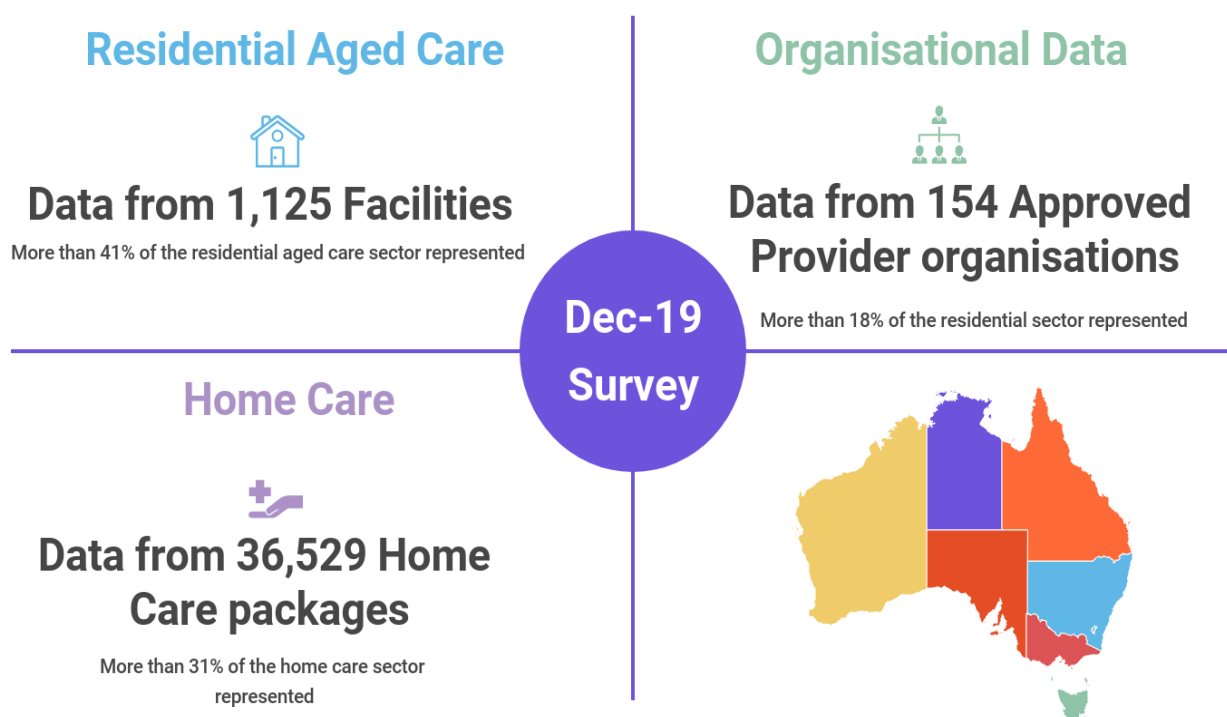 Residential Aged Care
Data from 1,125 Facilities
More than 41% of the residential aged care sector represented
Organisational Data
Data from 154 Approved
Provider organisations
More than 18% of the residential sector represented
Dec-19
Survey
Home Care
Data from 36,529 Home
Care packages
More than 31% of the home care sector
represented